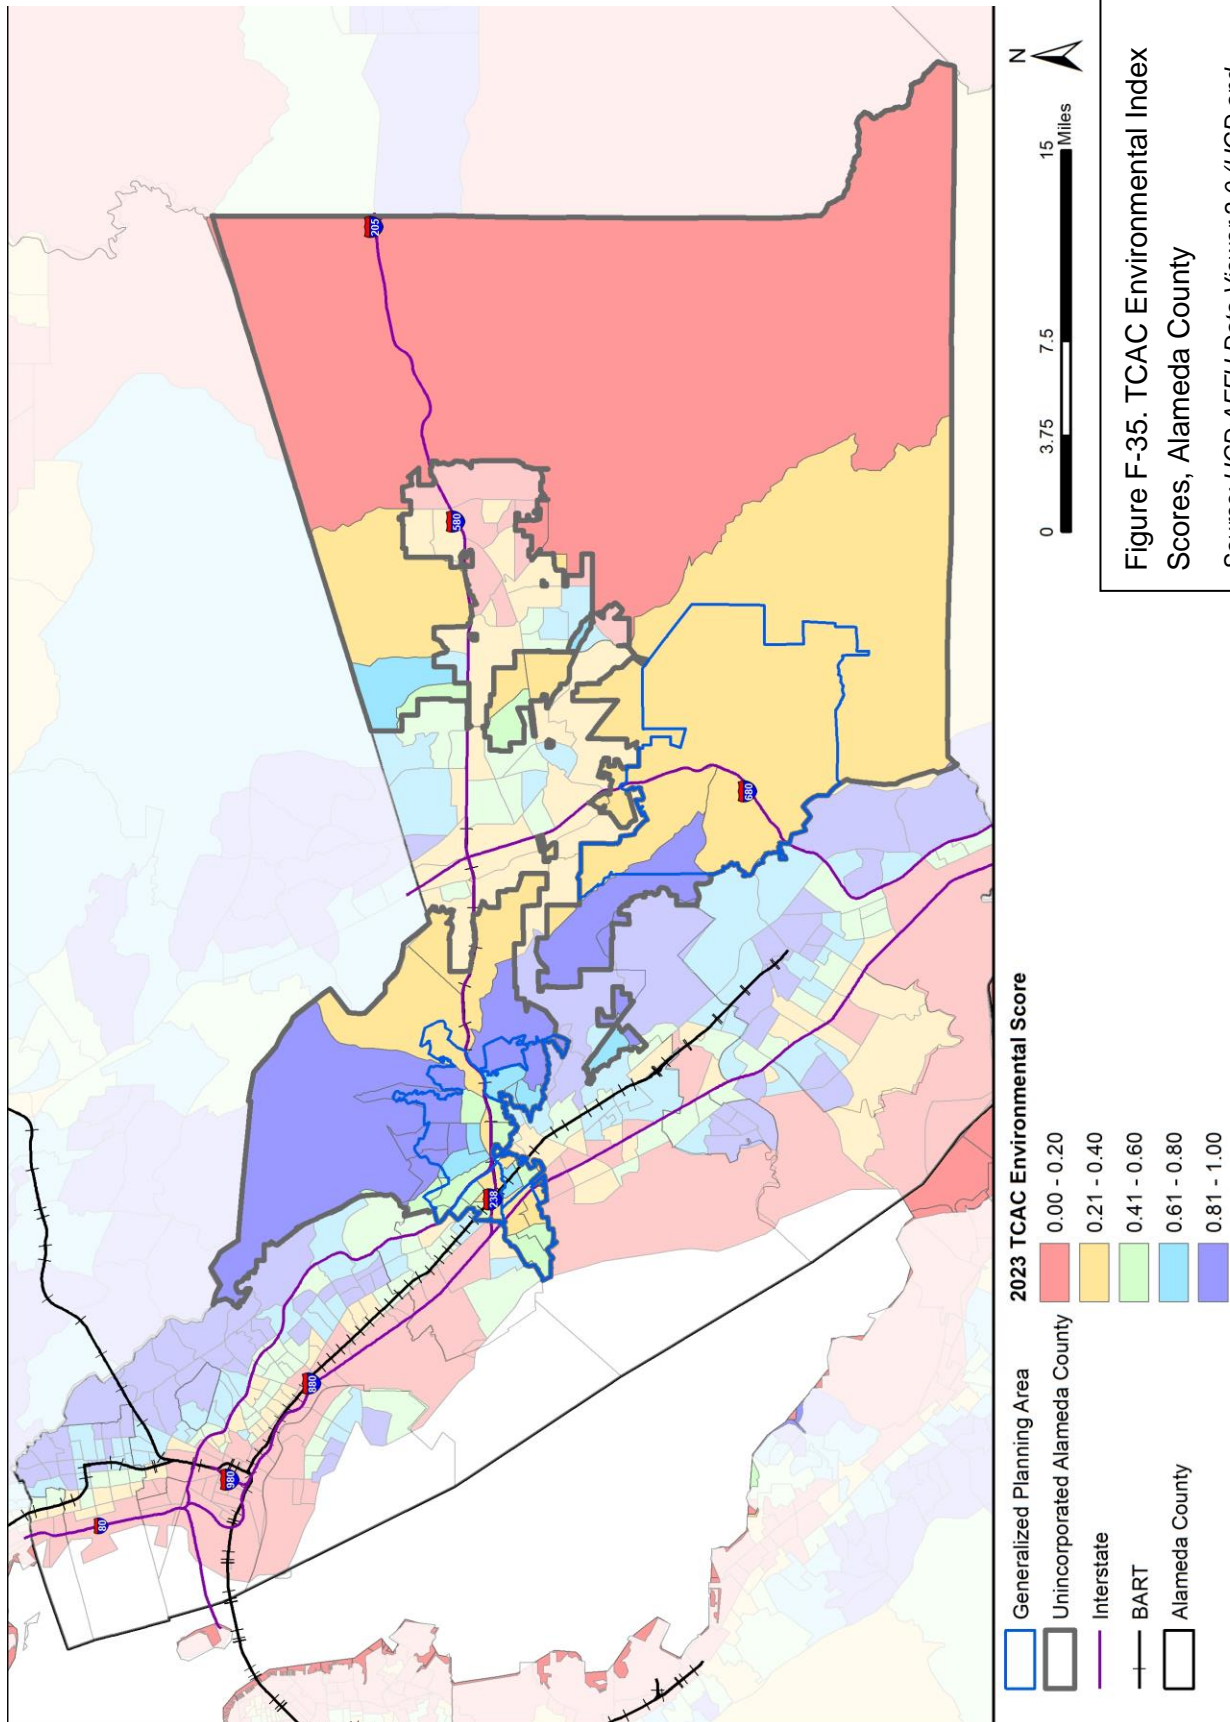 80
980
880
238
580
205
680
Generalized Planning Area
Unincorporated Alameda County
Interstate
BART
Alameda County
2023 TCAC Environmental Score
0.00 - 0.20
0.21 - 0.40
0.41 - 0.60
0.61 - 0.80
0.81 - 1.00
N
0 3.75 7.5 15
Miles
Figure F-35. TCAC Environmental Index
Scores, Alameda County